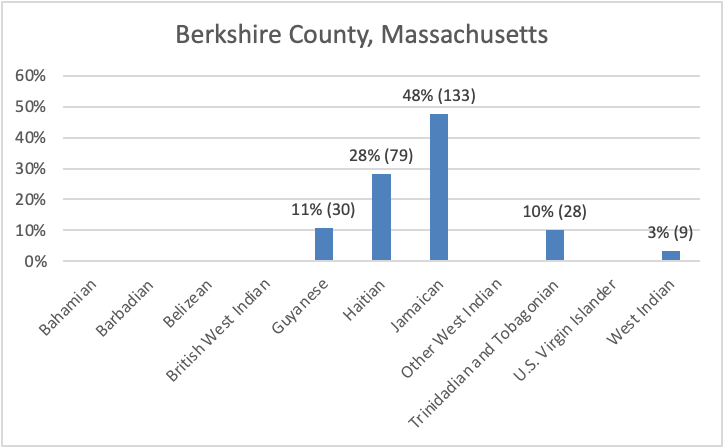 Berkshire County, Massachusetts
60%
50%
40%
30%
20%
10%
0%
11% (30)
28% (79)
48% (133)
10% (28)
3% (9)
Bahamian
Barbadian
Belizean
British West Indian
Guyanese
Haitian
Jamaican
Other West Indian
Trinidadian and Tobagonian
U.S. Virgin Islander
West Indian